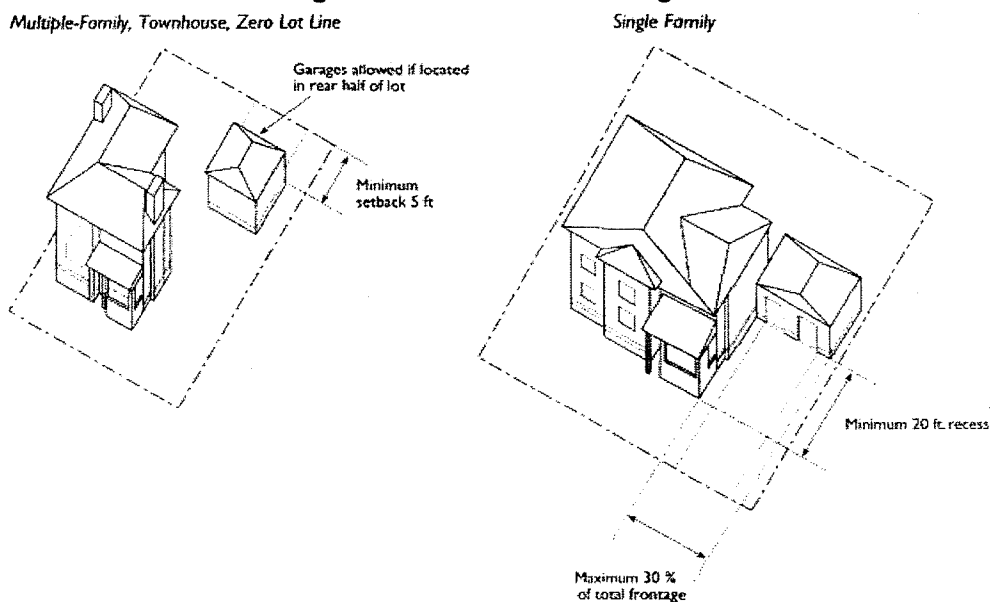 Multiple-Family, Townhouse, Zero Lot Line
Single Family
Garages allowed if located
in rear half of lot
Minimum
setback 5 ft
Minimum 20 ft. recess
Maximum 30 %
of total frontage